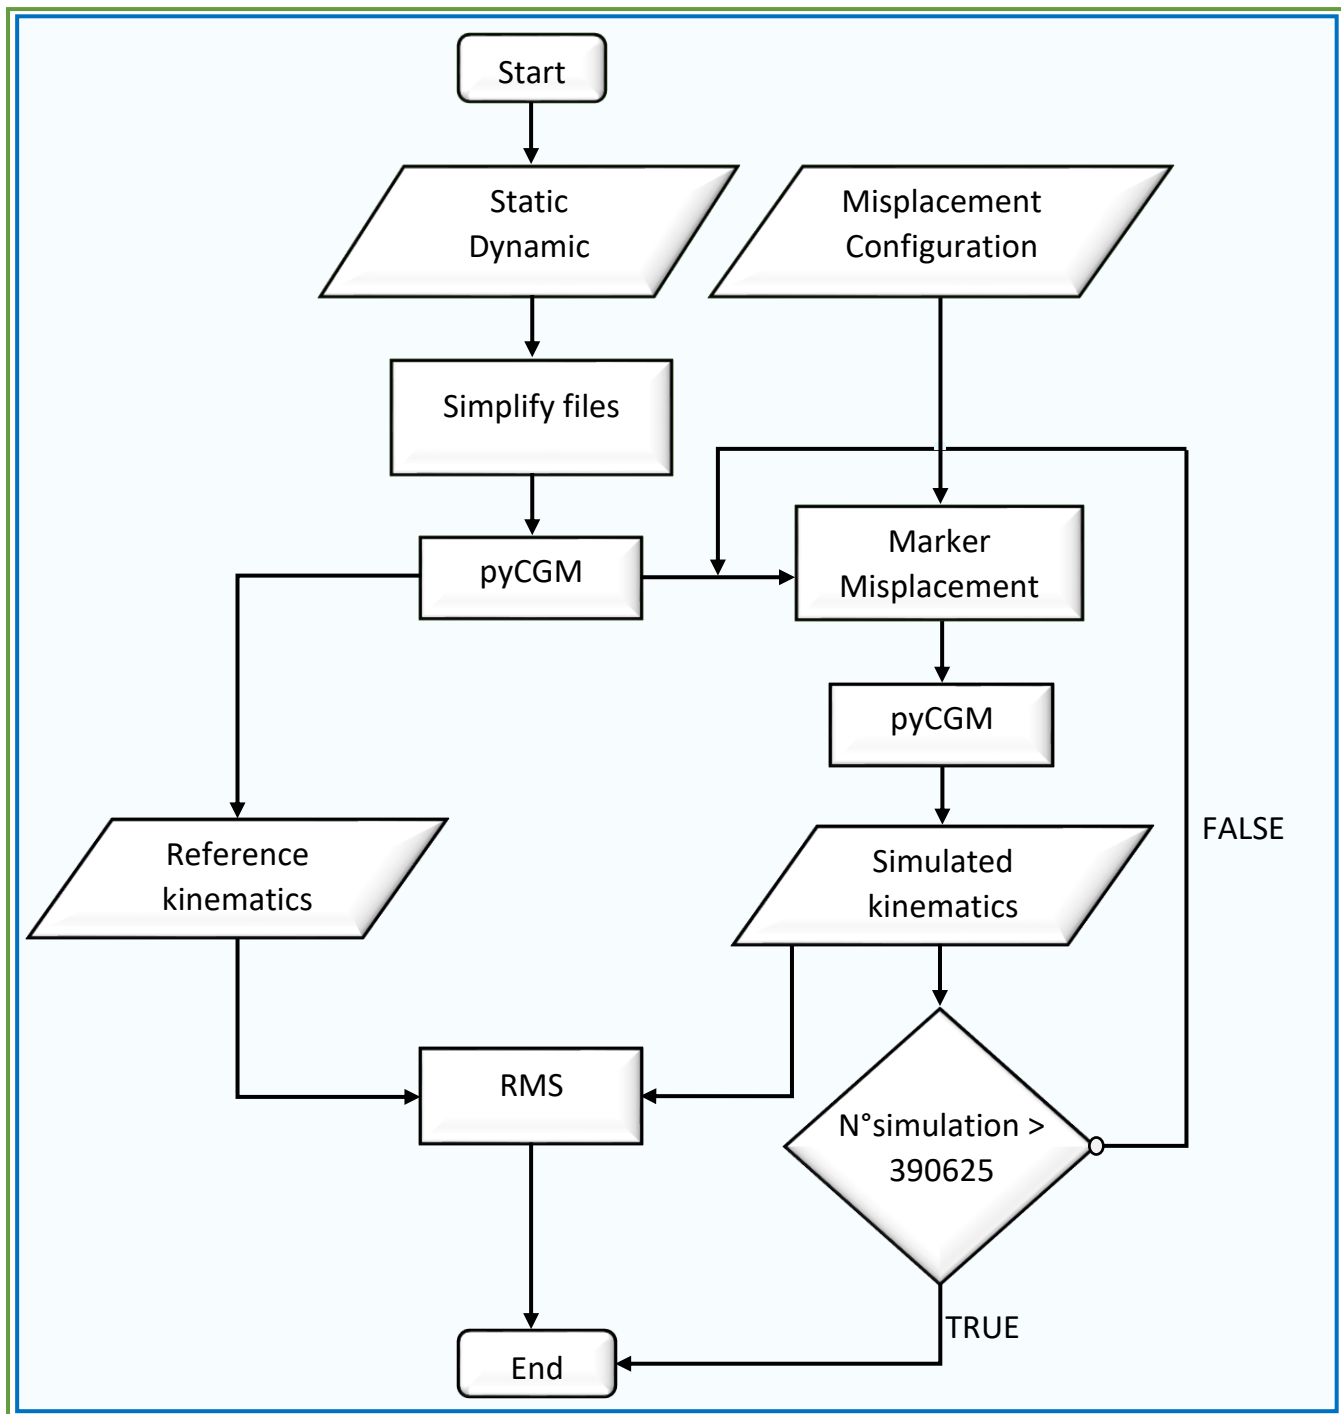 Start
Static
Dynamic
Misplacement
Configuration
Simplify files
pyCGM
Marker
Misplacement
pyCGM
FALSE
Reference
kinematics
Simulated
kinematics
RMS
N°simulation >
390625
TRUE
End